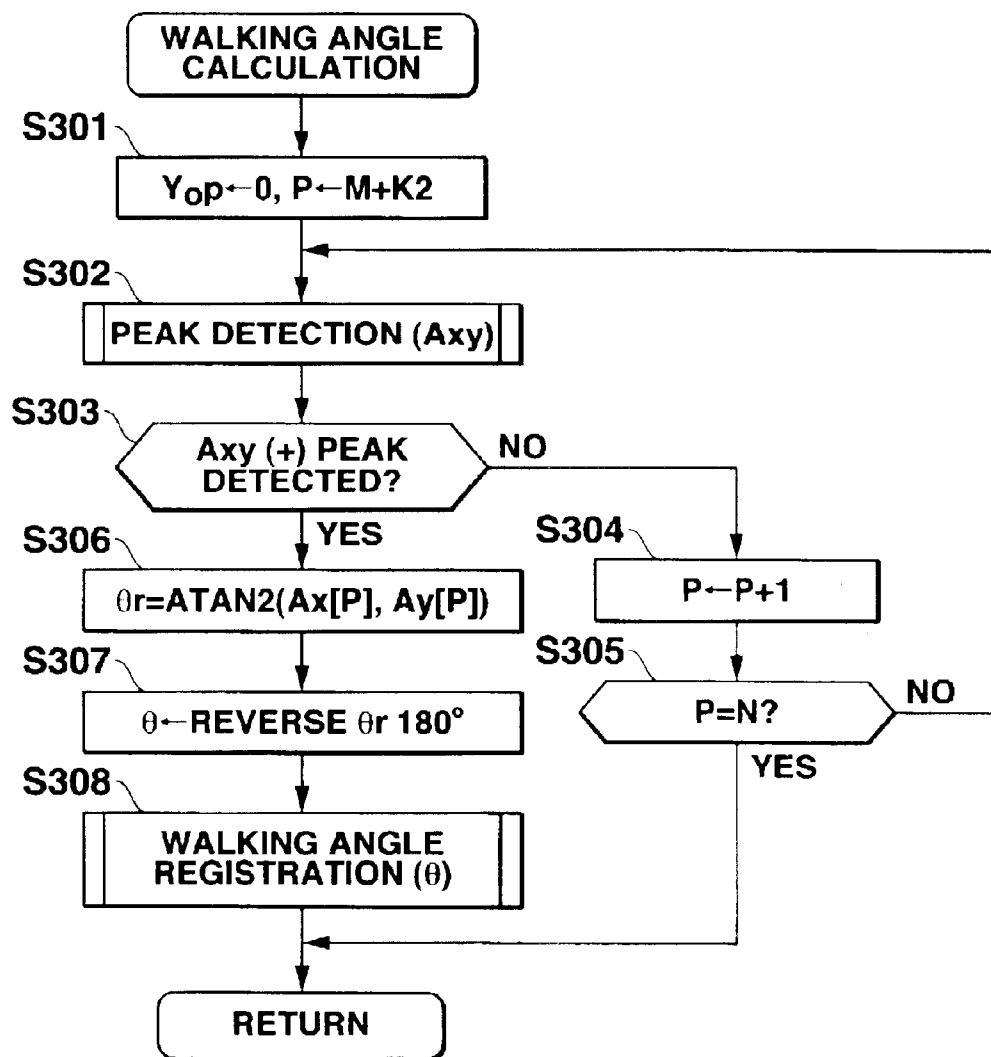 WALKING ANGLE
CALCULATION
S301
Yop←0, P←M+K2
S302
PEAK DETECTION (Axy)
S303
Axy (+) PEAK
DETECTED?
NO
YES
S304
P←P+1
S305
P=N?
NO
YES
S306
θr=ATAN2(Ax[P], Ay[P])
S307
θ←REVERSE θr 180°
S308
WALKING ANGLE
REGISTRATION (θ)
RETURN